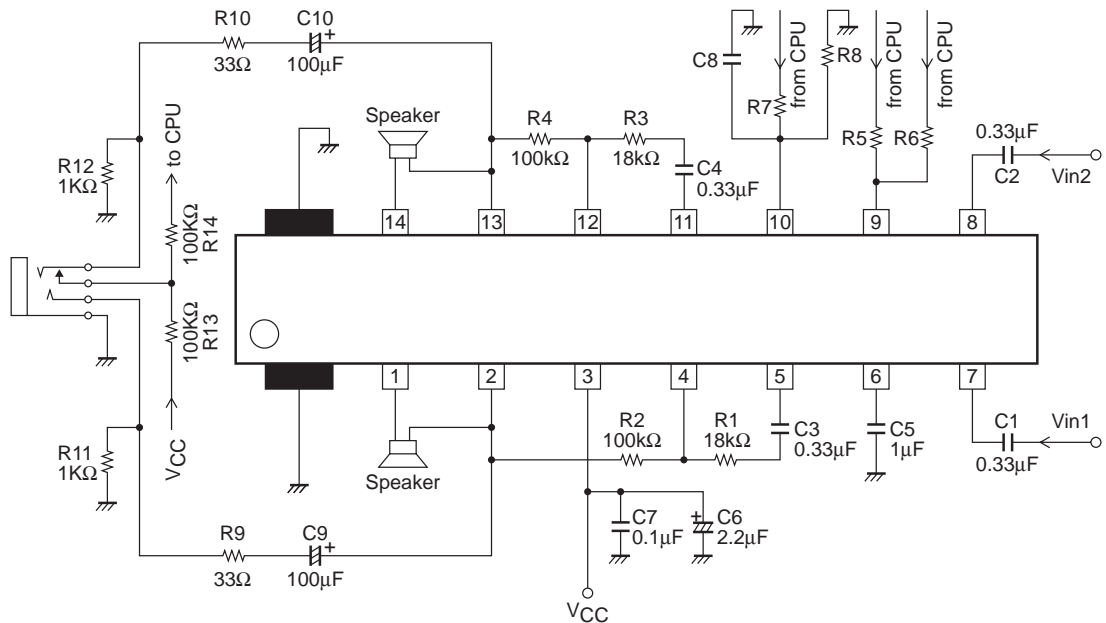 R10
33Ω
C10
+
100µF
R12
1KΩ
to CPU
100KΩ
R14
100KΩ
R13
VCC
R11
1KΩ
R9
33Ω
C9
+
100µF
Speaker
R4
100kΩ
R3
18kΩ
C4
0.33µF
C8
R7
from CPU
R8
R5
from CPU
R6
from CPU
0.33µF
C2
Vin2
14
13
12
11
10
9
8
1
2
3
4
5
6
7
Speaker
R2
100kΩ
R1
18kΩ
C3
0.33µF
C5
1µF
C1
0.33µF
Vin1
C7
0.1µF
+
C6
2.2µF
VCC